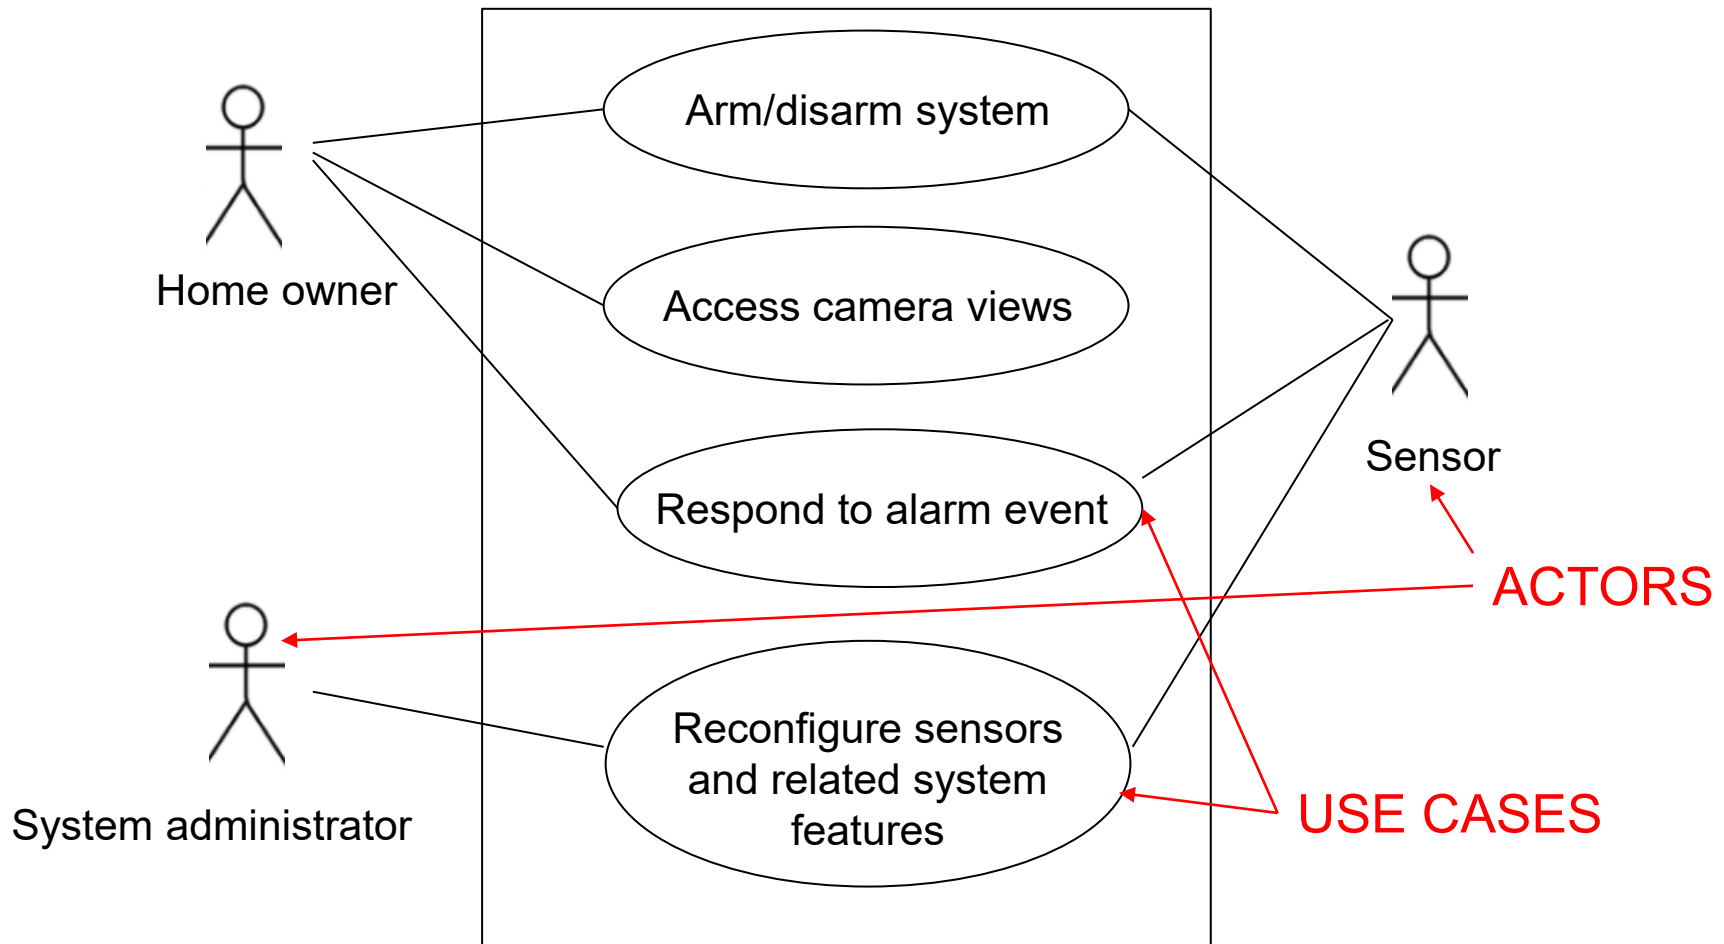 Arm/disarm system
Home owner
Access camera views
Sensor
Respond to alarm event
ACTORS
Reconfigure sensors
and related system
features
System administrator
USE CASES